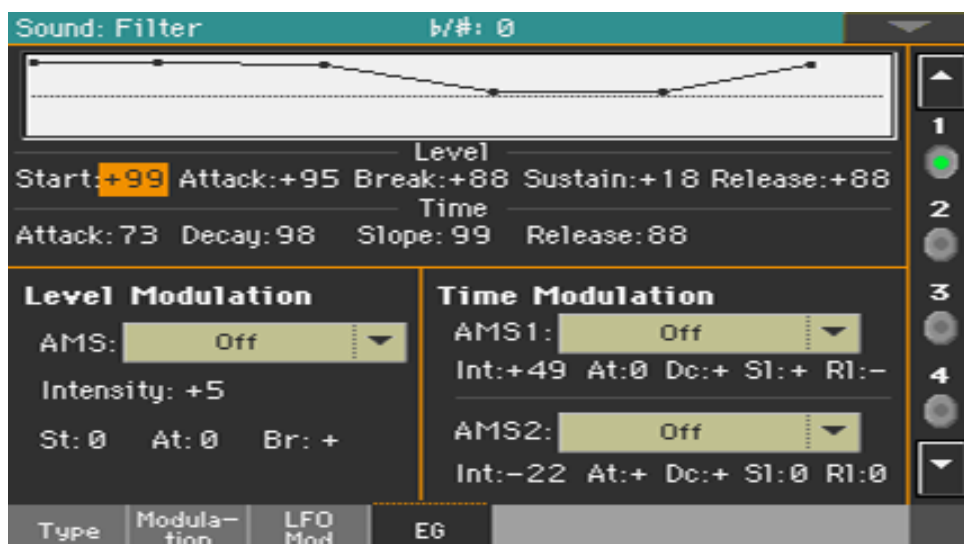 Sound: Filter ♭/#: 0
Level
Start:+99 Attack:+95 Break:+88 Sustain:+18 Release:+88
Time
Attack:73 Decay:98 Slope:99 Release:88
1
2
3
4
Level Modulation
AMS: Off
Intensity: +5
St:0 At:0 Br:+
Time Modulation
AMS1: Off
Int:+49 At:0 Dc:+ Sl:+ Rl:-
AMS2: Off
Int:-22 At:+ Dc:+ Sl:0 Rl:0
Type
Modula-
tion
LFO
Mod
EG